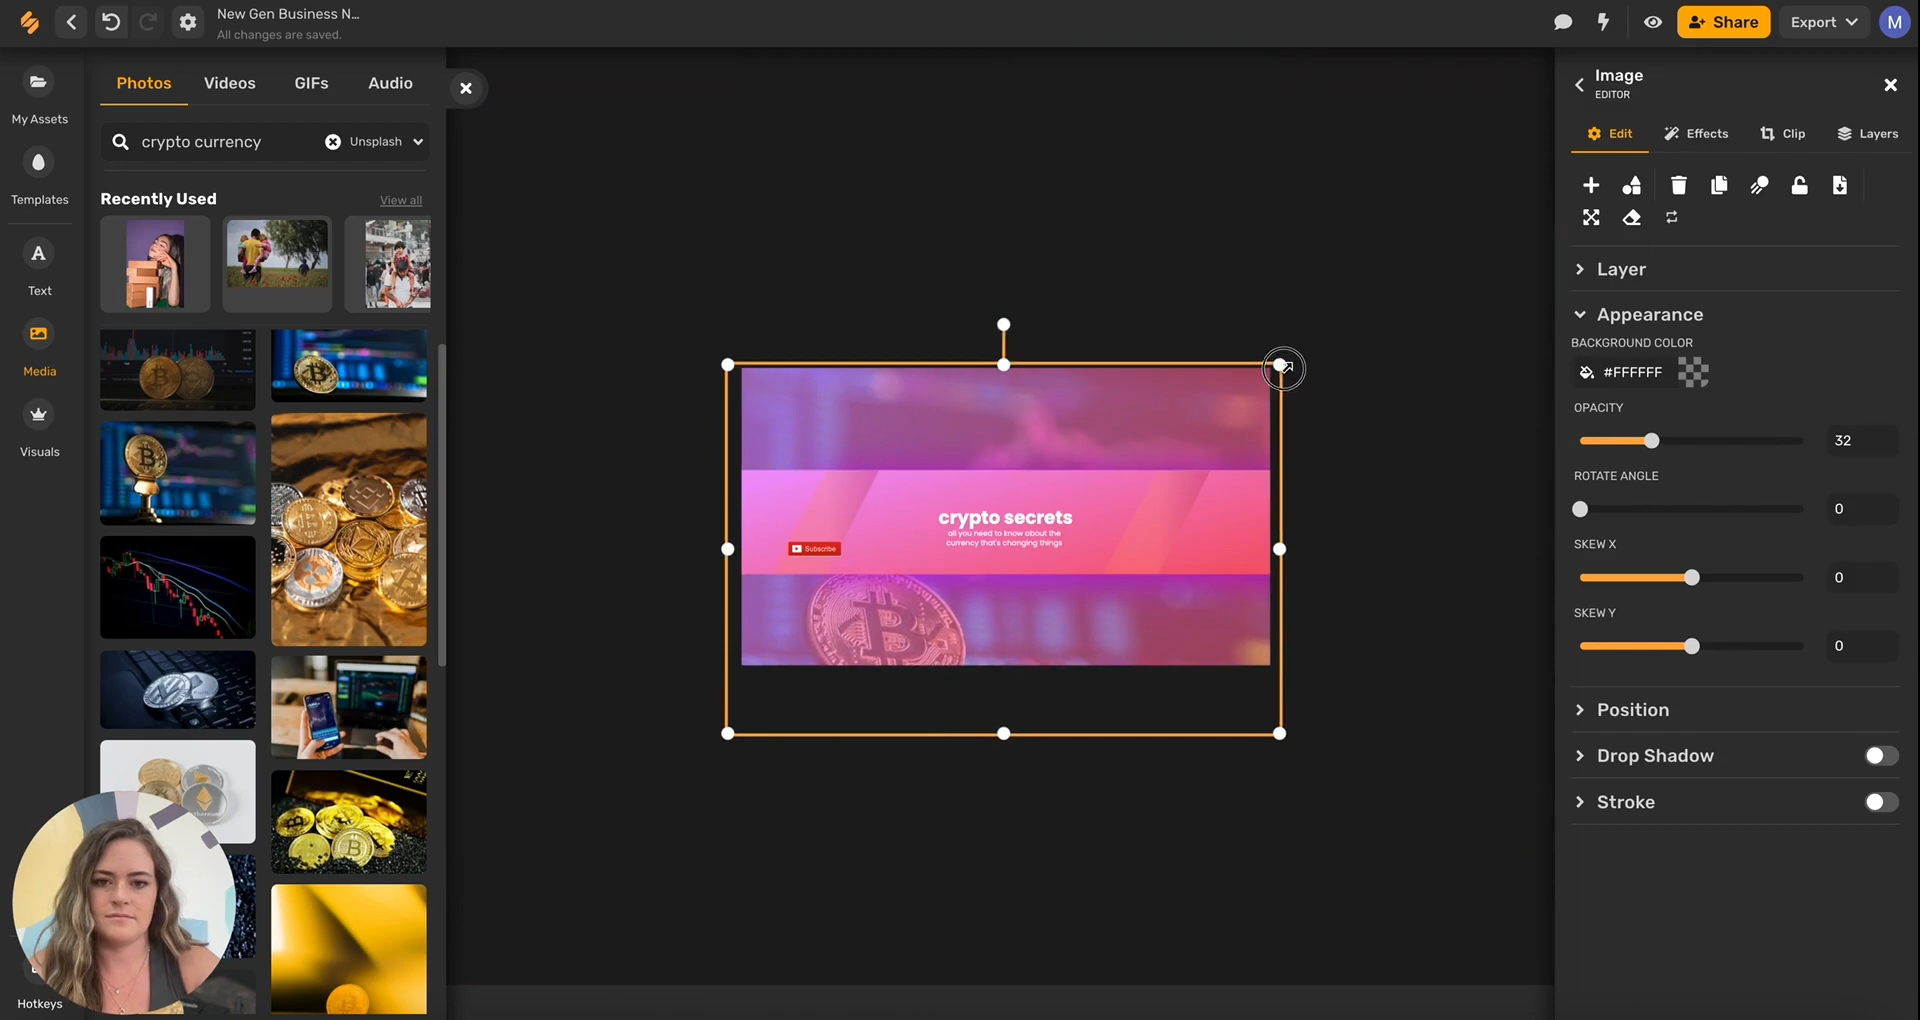 New Gen Business N...
All changes are saved.
Share
Export
M
My Assets
Templates
A
Text
Media
Visuals
Hotkeys
Photos
Videos
GIFs
Audio
crypto currency
Unsplash
Recently Used
View all
crypto secrets
all you need to know about the
currency that's changing things
Subscribe
Image
EDITOR
Edit
Effects
Clip
Layers
Layer
Appearance
BACKGROUND COLOR
#FFFFFF
OPACITY
32
ROTATE ANGLE
0
SKEW X
0
SKEW Y
0
Position
Drop Shadow
Stroke